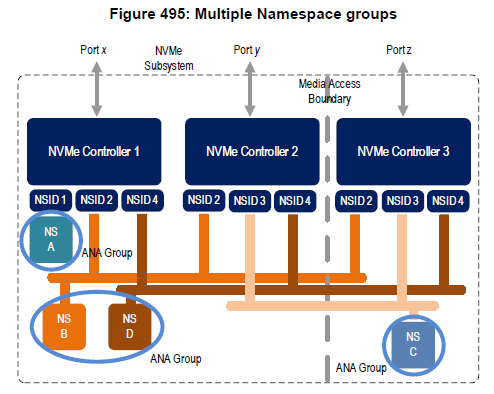 Figure 495: Multiple Namespace groups
Port x
NVMe
Subsystem
Port y
Port z
Media Access
Boundary
NVMe Controller 1
NVMe Controller 2
NVMe Controller 3
NSID 1
NSID 2
NSID 4
NSID 2
NSID 3
NSID 4
NSID 2
NSID 3
NSID 4
NS
A
ANA Group
NS
B
NS
D
ANA Group
NS
C
ANA Group